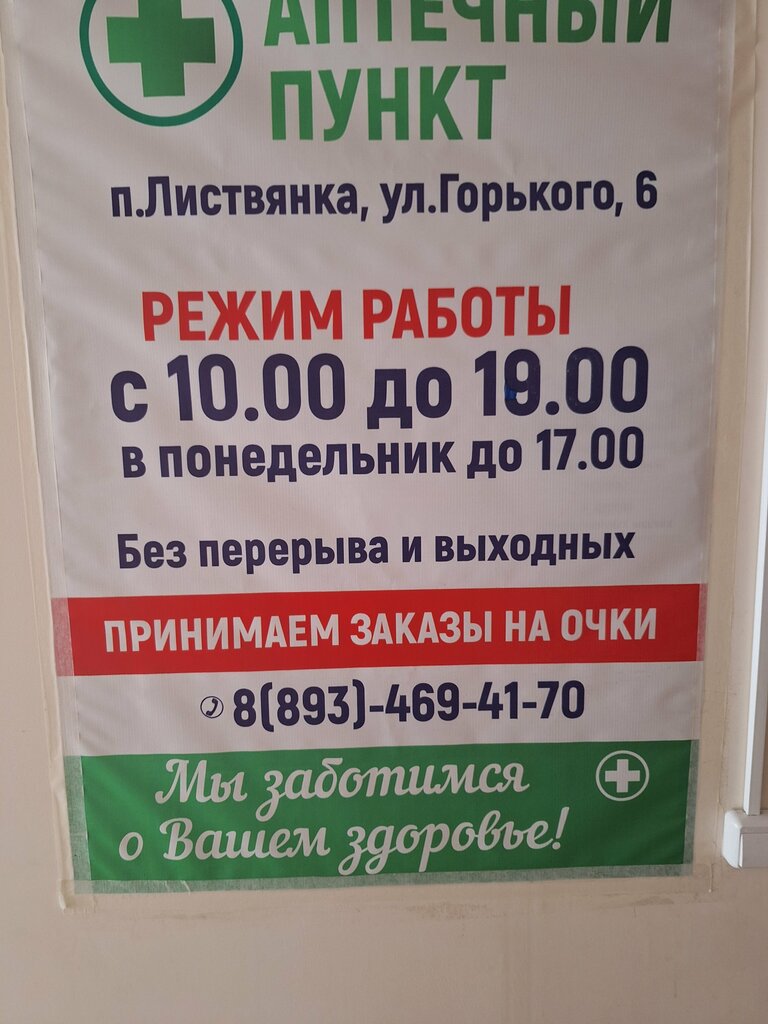 АПТЕЧНЫЙ
ПУНКТ
п.Листвянка, ул.Горького, 6
РЕЖИМ РАБОТЫ
с 10.00 до 19.00
в понедельник до 17.00
Без перерыва и выходных
ПРИНИМАЕМ ЗАКАЗЫ НА ОЧКИ
8(893)-469-41-70
Мы заботимся
о Вашем здоровье!